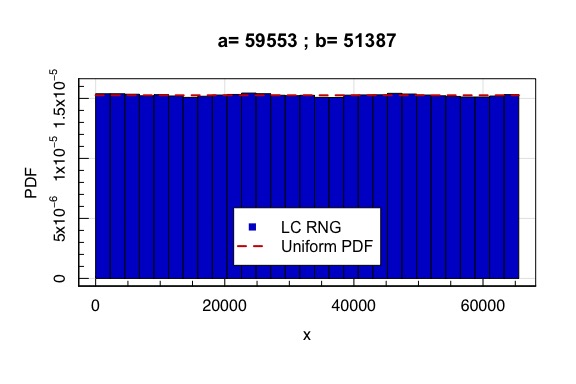 a= 59553 ; b= 51387
PDF
1.5x10⁻⁵
1x10⁻⁵
5x10⁻⁶
0
LC RNG
Uniform PDF
0 20000 40000 60000
x